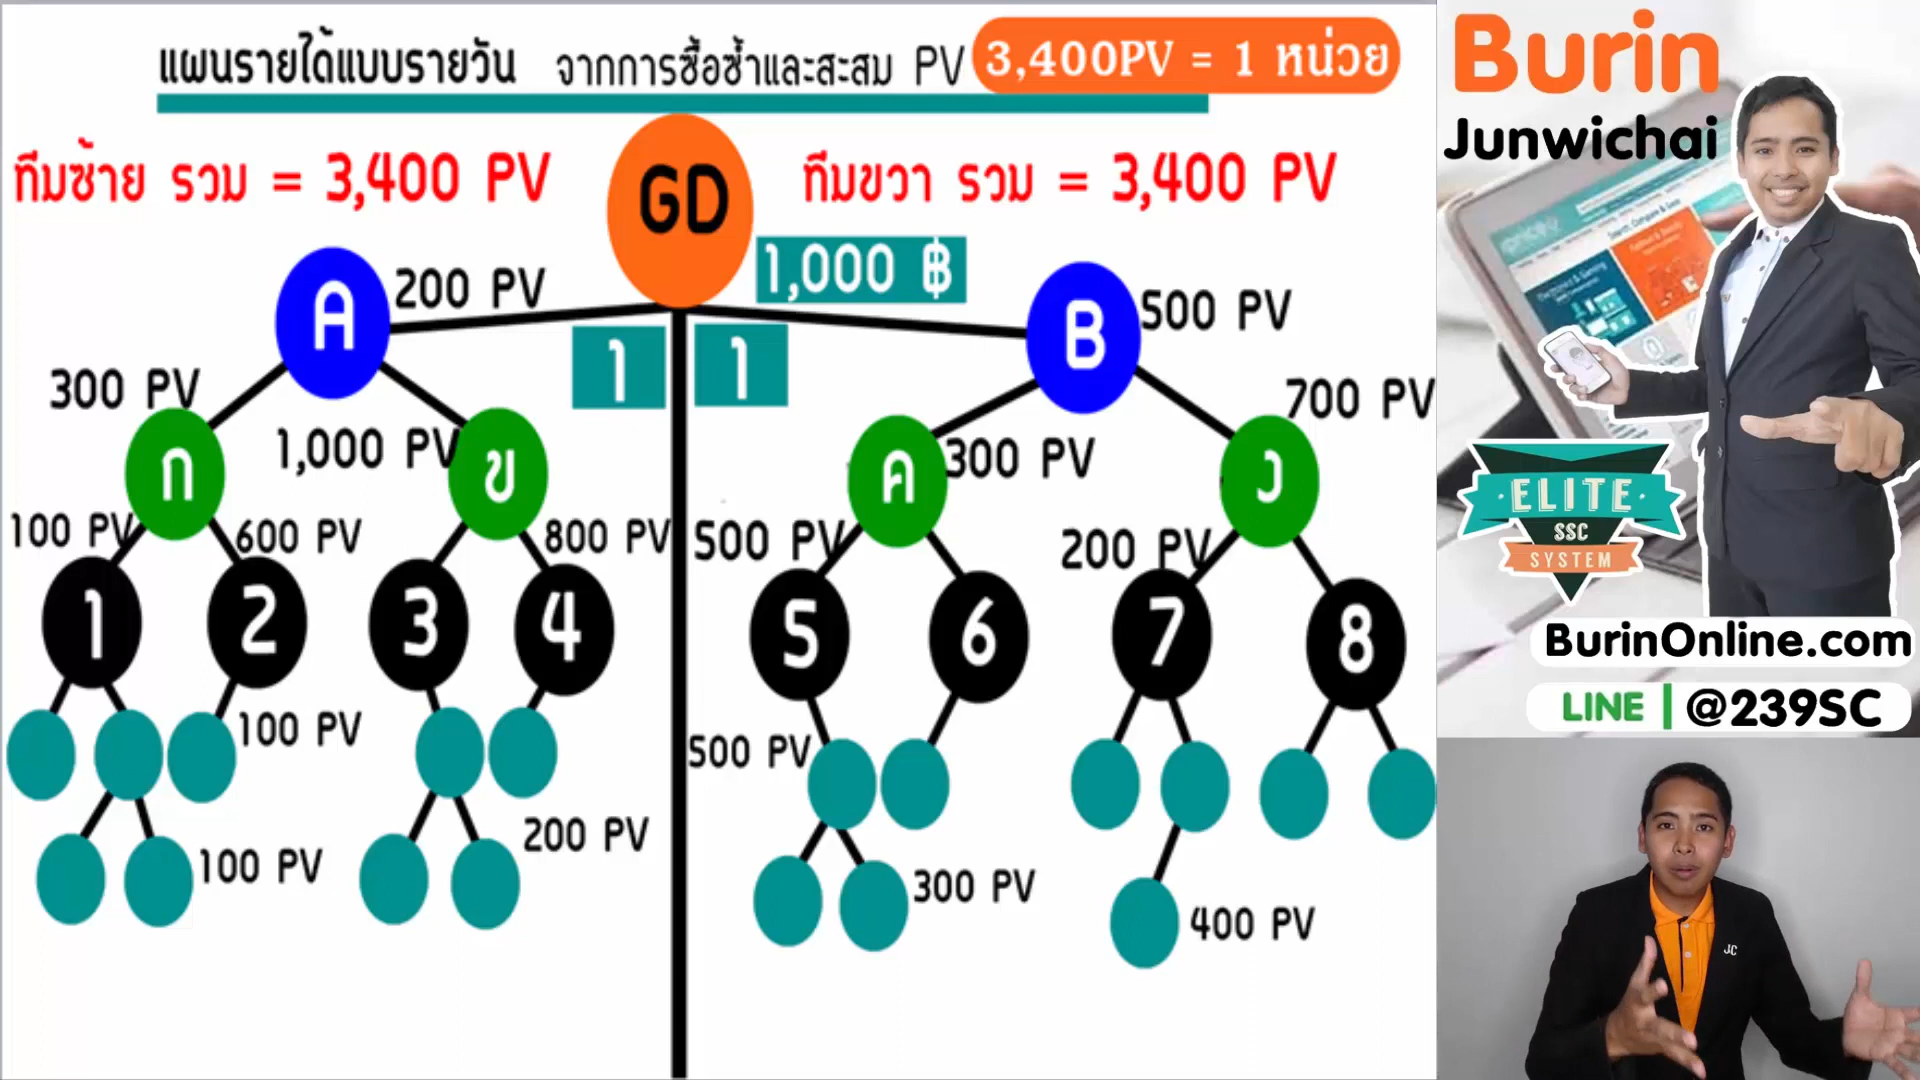 แผนรายได้แบบรายวัน จากการซื้อซ้ำและสะสม PV 3,400PV = 1 หน่วย
ทีมซ้าย รวม = 3,400 PV
GD
ทีมขวา รวม = 3,400 PV
1,000 ฿
A
200 PV
B
500 PV
1
1
300 PV
1,000 PV
700 PV
ก
ข
ค
300 PV
ง
100 PV
600 PV
800 PV
500 PV
200 PV
1
2
3
4
5
6
7
8
100 PV
500 PV
100 PV
200 PV
300 PV
400 PV
Burin
Junwichai
ELITE
SSC
SYSTEM
BurinOnline.com
LINE | @239SC
JC